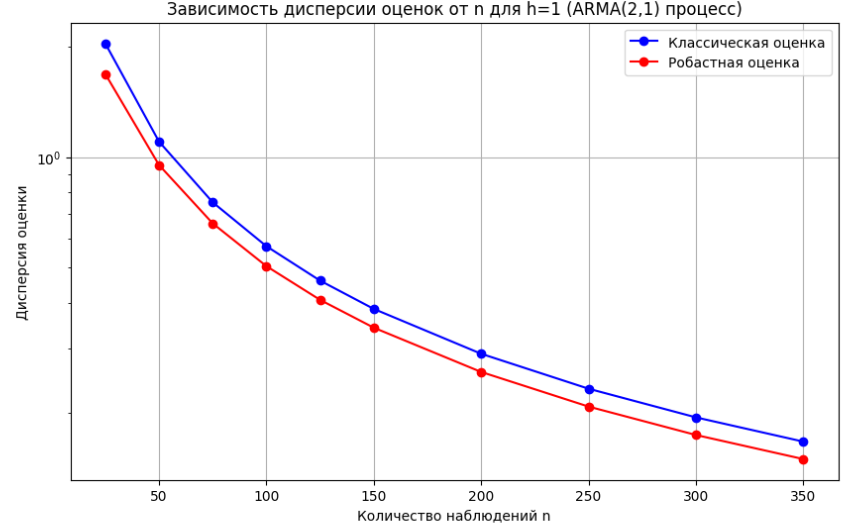 Зависимость дисперсии оценок от n для h=1 (ARMA(2,1) процесс)
Классическая оценка
Робастная оценка
10⁰
Дисперсия оценки
50 100 150 200 250 300 350
Количество наблюдений n